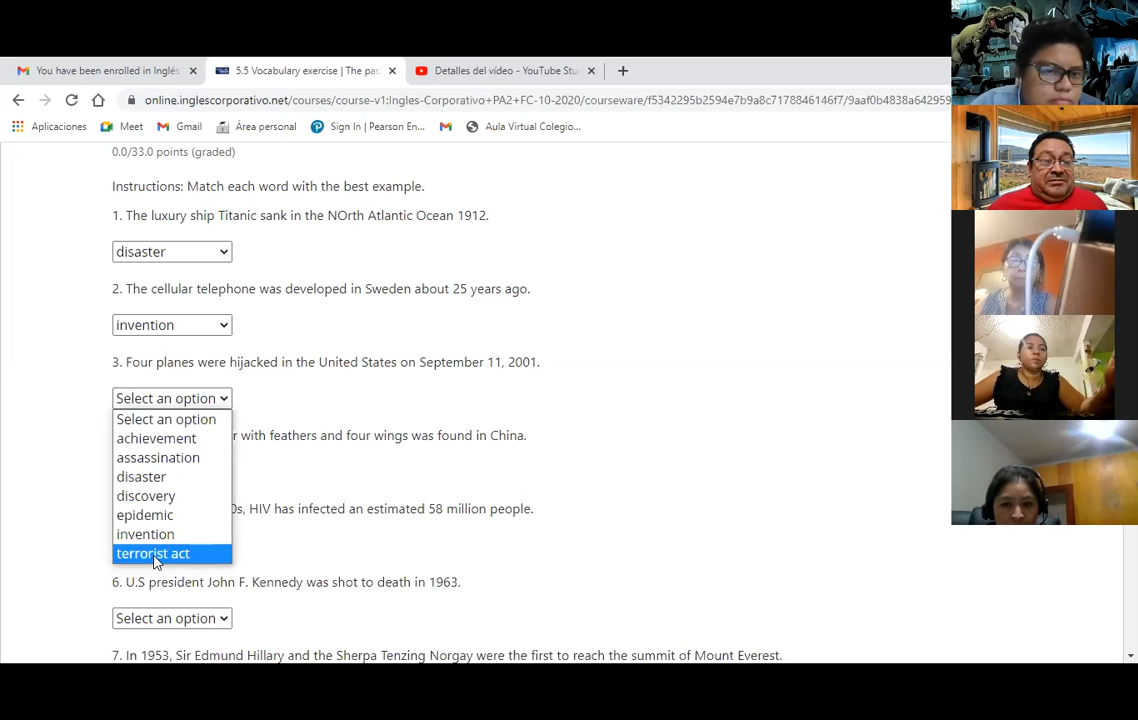 You have been enrolled in Inglés
5.5 Vocabulary exercise | The pas
Detalles del vídeo - YouTube Stu
online.inglescorporativo.net/courses/course-v1:Ingles-Corporativo+PA2+FC-10-2020/courseware/f5342295b2594e7b9a8c7178846146f7/9aaf0b4838a642959
Aplicaciones
Meet
Gmail
Área personal
Sign In | Pearson En...
Aula Virtual Colegio...
0.0/33.0 points (graded)
Instructions: Match each word with the best example.
1. The luxury ship Titanic sank in the NOrth Atlantic Ocean 1912.
disaster
2. The cellular telephone was developed in Sweden about 25 years ago.
invention
3. Four planes were hijacked in the United States on September 11, 2001.
Select an option
Select an option
achievement
r with feathers and four wings was found in China.
assassination
disaster
discovery
0s, HIV has infected an estimated 58 million people.
epidemic
invention
terrorist act
6. U.S president John F. Kennedy was shot to death in 1963.
Select an option
7. In 1953, Sir Edmund Hillary and the Sherpa Tenzing Norgay were the first to reach the summit of Mount Everest.